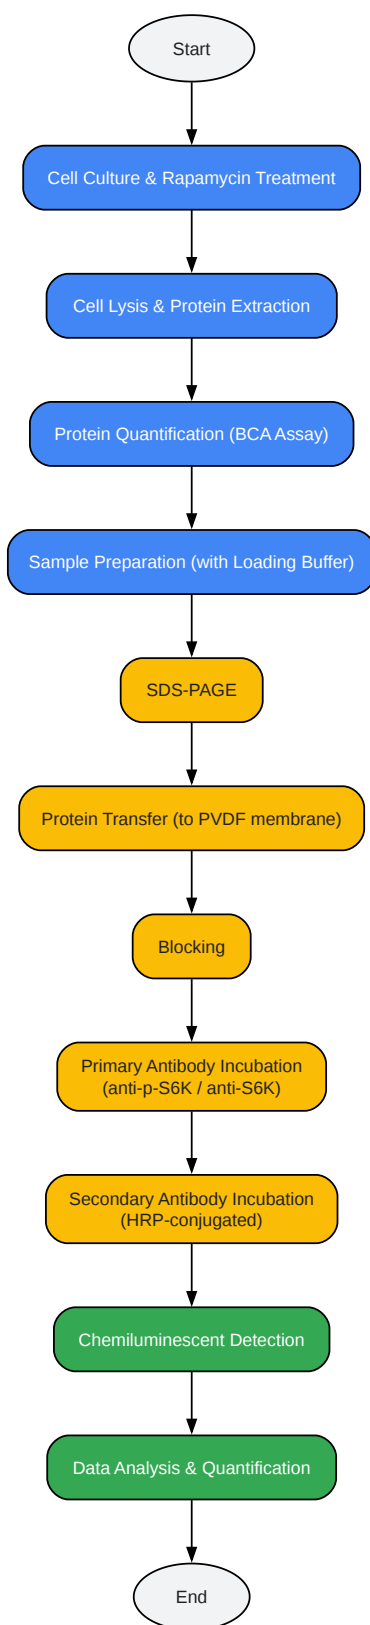 Start
Cell Culture & Rapamycin Treatment
Cell Lysis & Protein Extraction
Protein Quantification (BCA Assay)
Sample Preparation (with Loading Buffer)
SDS-PAGE
Protein Transfer (to PVDF membrane)
Blocking
Primary Antibody Incubation
(anti-p-S6K / anti-S6K)
Secondary Antibody Incubation
(HRP-conjugated)
Chemiluminescent Detection
Data Analysis & Quantification
End